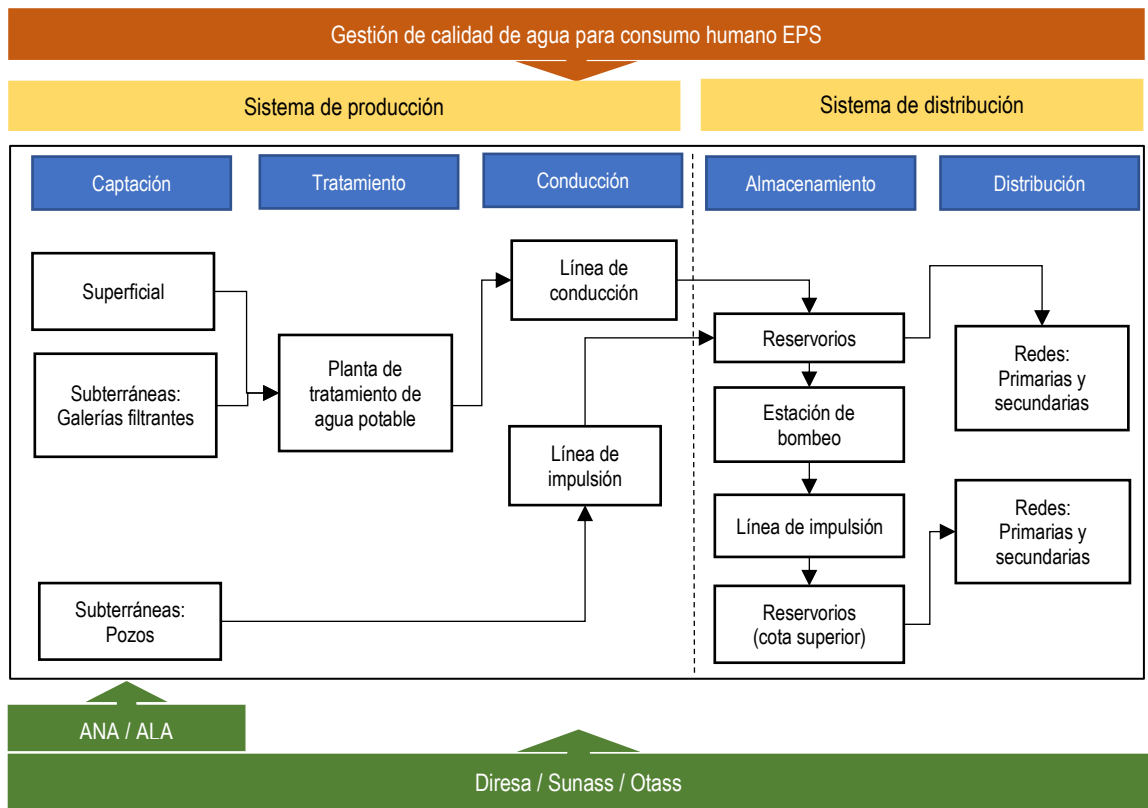 Gestión de calidad de agua para consumo humano EPS
Sistema de producción
Sistema de distribución
Captación
Tratamiento
Conducción
Almacenamiento
Distribución
Superficial
Subterráneas:
Galerías filtrantes
Subterráneas:
Pozos
Planta de
tratamiento de
agua potable
Línea de
conducción
Línea de
impulsión
Reservorios
Estación de
bombeo
Línea de impulsión
Reservorios
(cota superior)
Redes:
Primarias y
secundarias
Redes:
Primarias y
secundarias
ANA / ALA
Diresa / Sunass / Otass